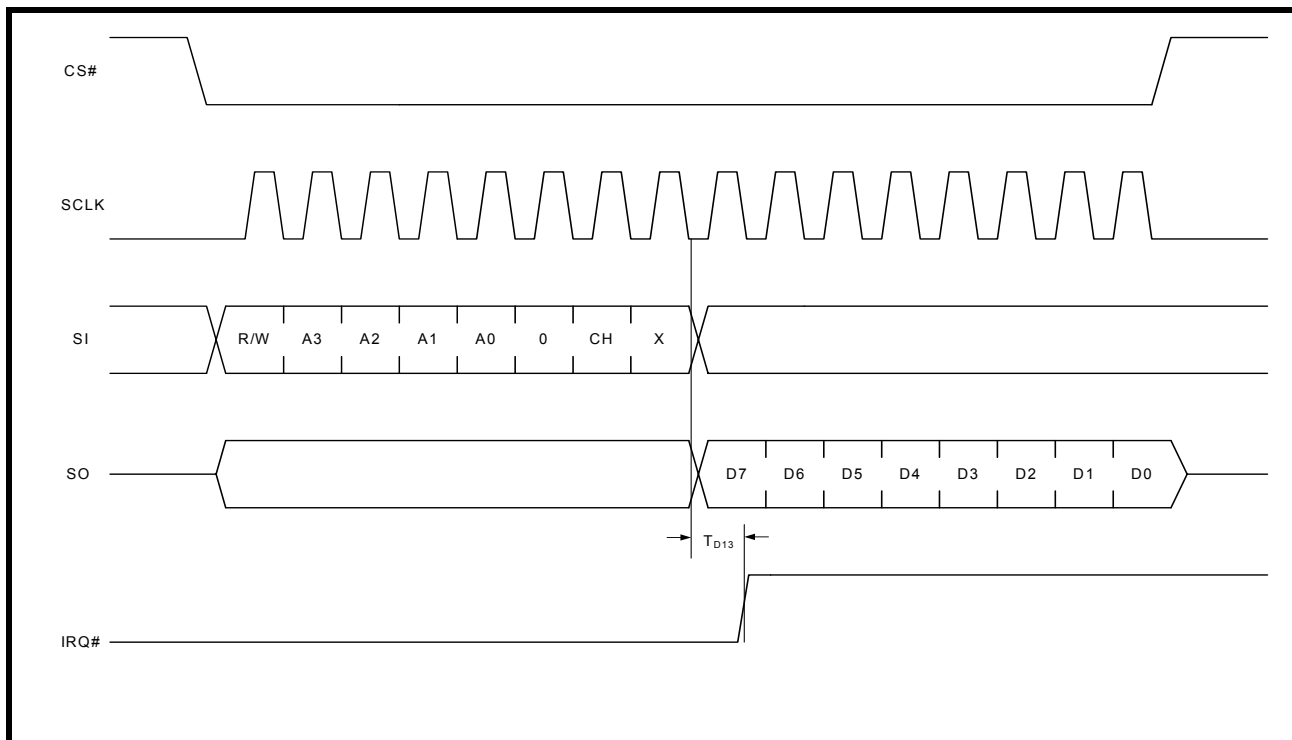 CS#
SCLK
SI
R/W A3 A2 A1 A0 0 CH X
SO
D7 D6 D5 D4 D3 D2 D1 D0
TD13
IRQ#